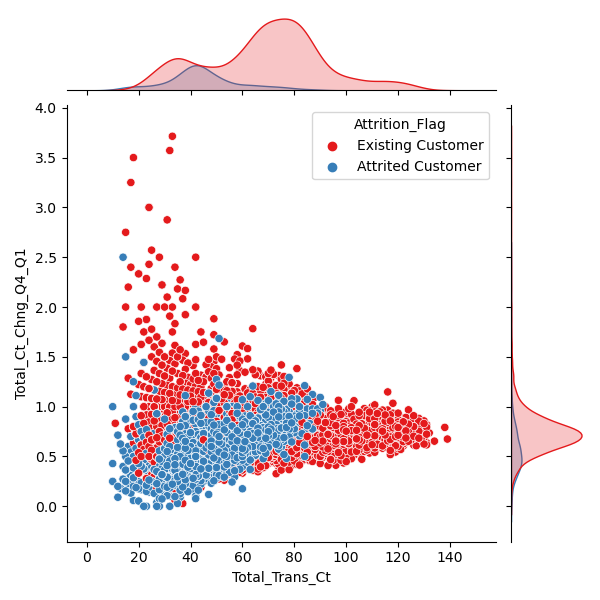 4.0
3.5
3.0
2.5
2.0
1.5
1.0
0.5
0.0
Total_Ct_Chng_Q4_Q1
Attrition_Flag
Existing Customer
Attrited Customer
0 20 40 60 80 100 120 140
Total_Trans_Ct